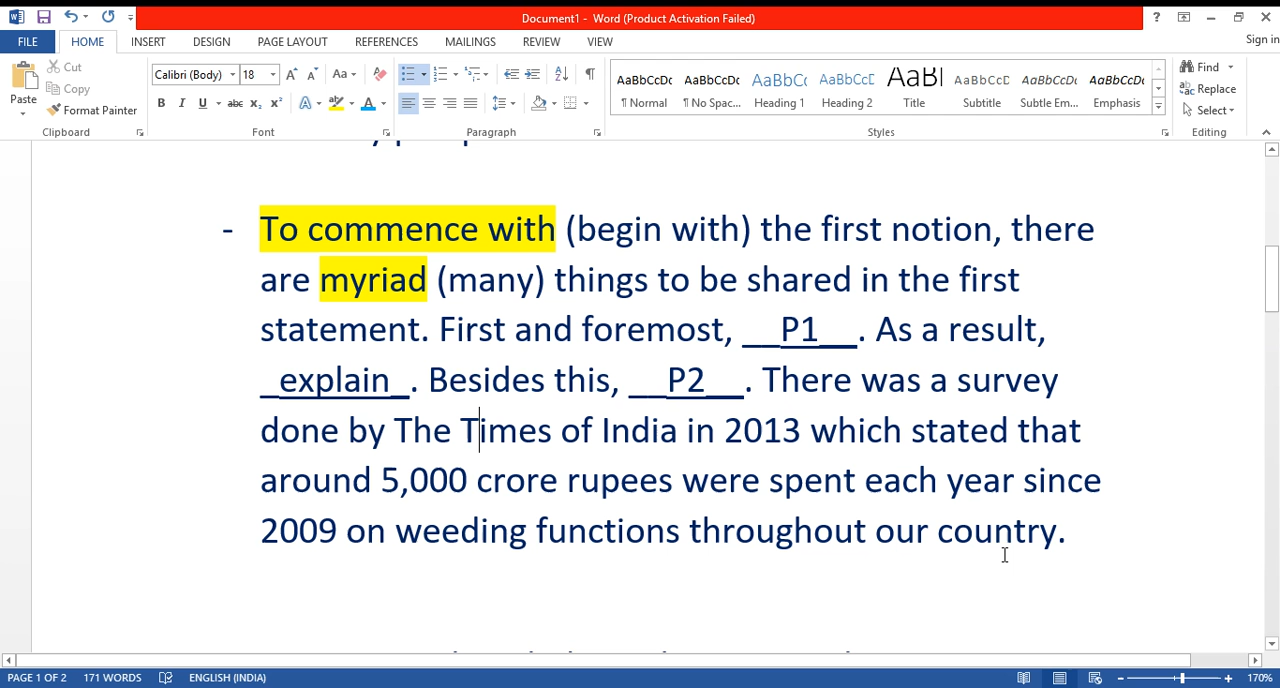 Document1 - Word (Product Activation Failed)
FILE HOME INSERT DESIGN PAGE LAYOUT REFERENCES MAILINGS REVIEW VIEW Sign in
Cut
Copy
Format Painter
Paste
Calibri (Body) 18
AaBbCcDc AaBbCcDc AaBbCc AaBbCcE AaBl AaBbCcD AaBbCcDc AaBbCcDc
¶ Normal ¶ No Spac... Heading 1 Heading 2 Title Subtitle Subtle Em... Emphasis
Find
Replace
Select
Clipboard Font Paragraph Styles Editing
- To commence with (begin with) the first notion, there
are myriad (many) things to be shared in the first
statement. First and foremost, __P1__. As a result,
_explain_. Besides this, __P2__. There was a survey
done by The Times of India in 2013 which stated that
around 5,000 crore rupees were spent each year since
2009 on weeding functions throughout our country.
PAGE 1 OF 2 171 WORDS ENGLISH (INDIA) 170%